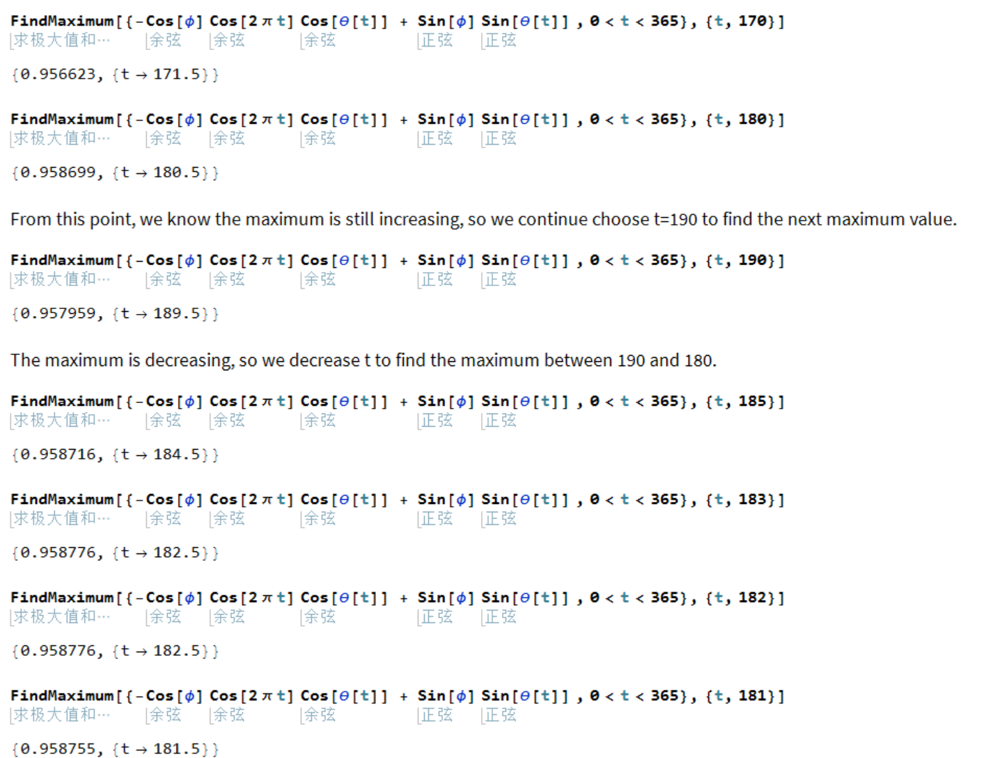 FindMaximum[{-Cos[ϕ] Cos[2 π t] Cos[θ[t]] + Sin[ϕ] Sin[θ[t]] , 0 < t < 365}, {t, 170}]
求极大值和⋯ 余弦 余弦 余弦 正弦 正弦
{0.956623, {t → 171.5}}
FindMaximum[{-Cos[ϕ] Cos[2 π t] Cos[θ[t]] + Sin[ϕ] Sin[θ[t]] , 0 < t < 365}, {t, 180}]
求极大值和⋯ 余弦 余弦 余弦 正弦 正弦
{0.958699, {t → 180.5}}
From this point, we know the maximum is still increasing, so we continue choose t=190 to find the next maximum value.
FindMaximum[{-Cos[ϕ] Cos[2 π t] Cos[θ[t]] + Sin[ϕ] Sin[θ[t]] , 0 < t < 365}, {t, 190}]
求极大值和⋯ 余弦 余弦 余弦 正弦 正弦
{0.957959, {t → 189.5}}
The maximum is decreasing, so we decrease t to find the maximum between 190 and 180.
FindMaximum[{-Cos[ϕ] Cos[2 π t] Cos[θ[t]] + Sin[ϕ] Sin[θ[t]] , 0 < t < 365}, {t, 185}]
求极大值和⋯ 余弦 余弦 余弦 正弦 正弦
{0.958716, {t → 184.5}}
FindMaximum[{-Cos[ϕ] Cos[2 π t] Cos[θ[t]] + Sin[ϕ] Sin[θ[t]] , 0 < t < 365}, {t, 183}]
求极大值和⋯ 余弦 余弦 余弦 正弦 正弦
{0.958776, {t → 182.5}}
FindMaximum[{-Cos[ϕ] Cos[2 π t] Cos[θ[t]] + Sin[ϕ] Sin[θ[t]] , 0 < t < 365}, {t, 182}]
求极大值和⋯ 余弦 余弦 余弦 正弦 正弦
{0.958776, {t → 182.5}}
FindMaximum[{-Cos[ϕ] Cos[2 π t] Cos[θ[t]] + Sin[ϕ] Sin[θ[t]] , 0 < t < 365}, {t, 181}]
求极大值和⋯ 余弦 余弦 余弦 正弦 正弦
{0.958755, {t → 181.5}}